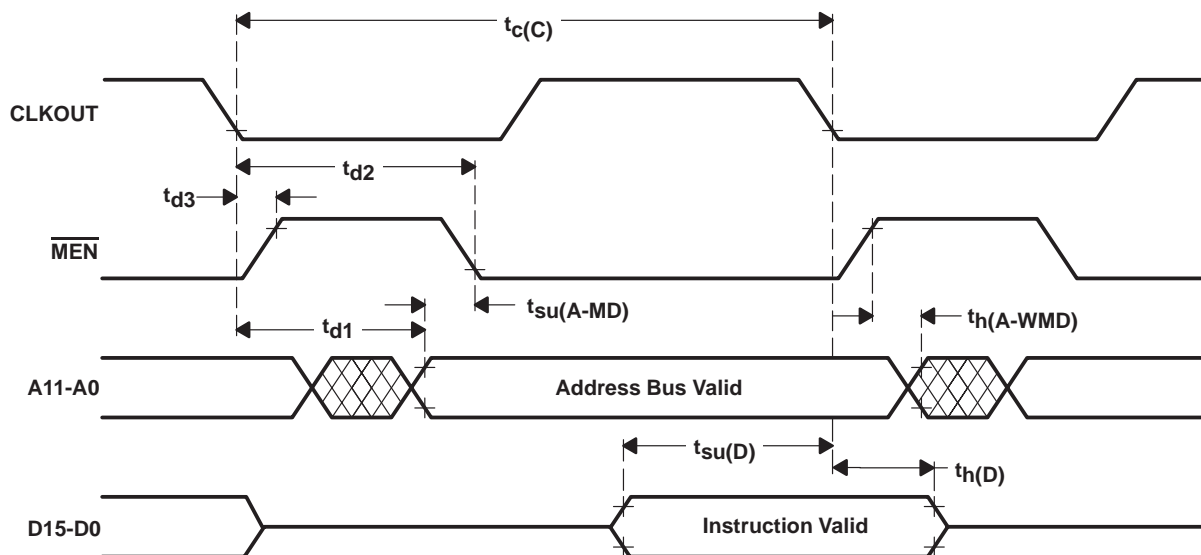 tc(C)
CLKOUT
td2
td3
MEN
tsu(A-MD)
td1
th(A-WMD)
A11-A0
Address Bus Valid
tsu(D)
th(D)
D15-D0
Instruction Valid